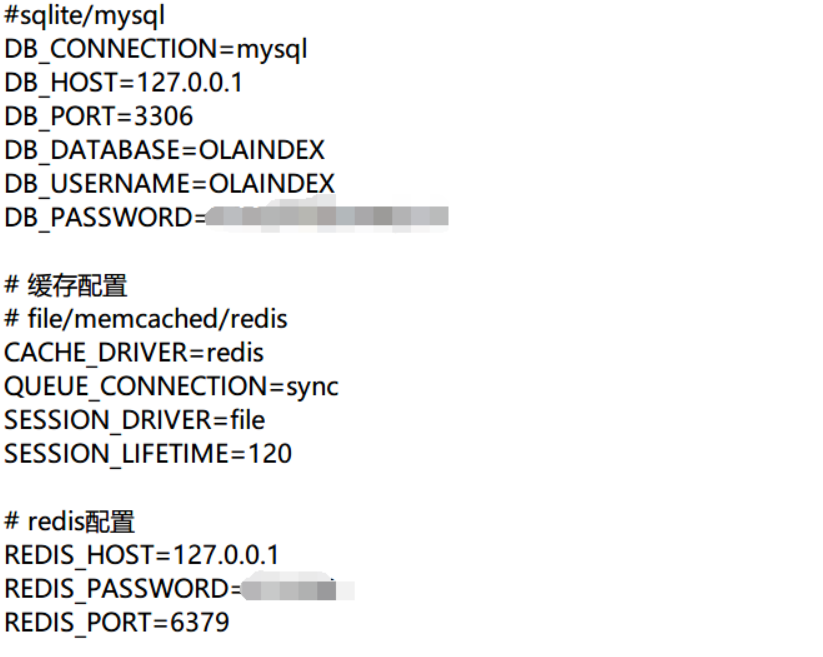 #sqlite/mysql
DB_CONNECTION=mysql
DB_HOST=127.0.0.1
DB_PORT=3306
DB_DATABASE=OLAINDEX
DB_USERNAME=OLAINDEX
DB_PASSWORD=
# 缓存配置
# file/memcached/redis
CACHE_DRIVER=redis
QUEUE_CONNECTION=sync
SESSION_DRIVER=file
SESSION_LIFETIME=120
# redis配置
REDIS_HOST=127.0.0.1
REDIS_PASSWORD=
REDIS_PORT=6379